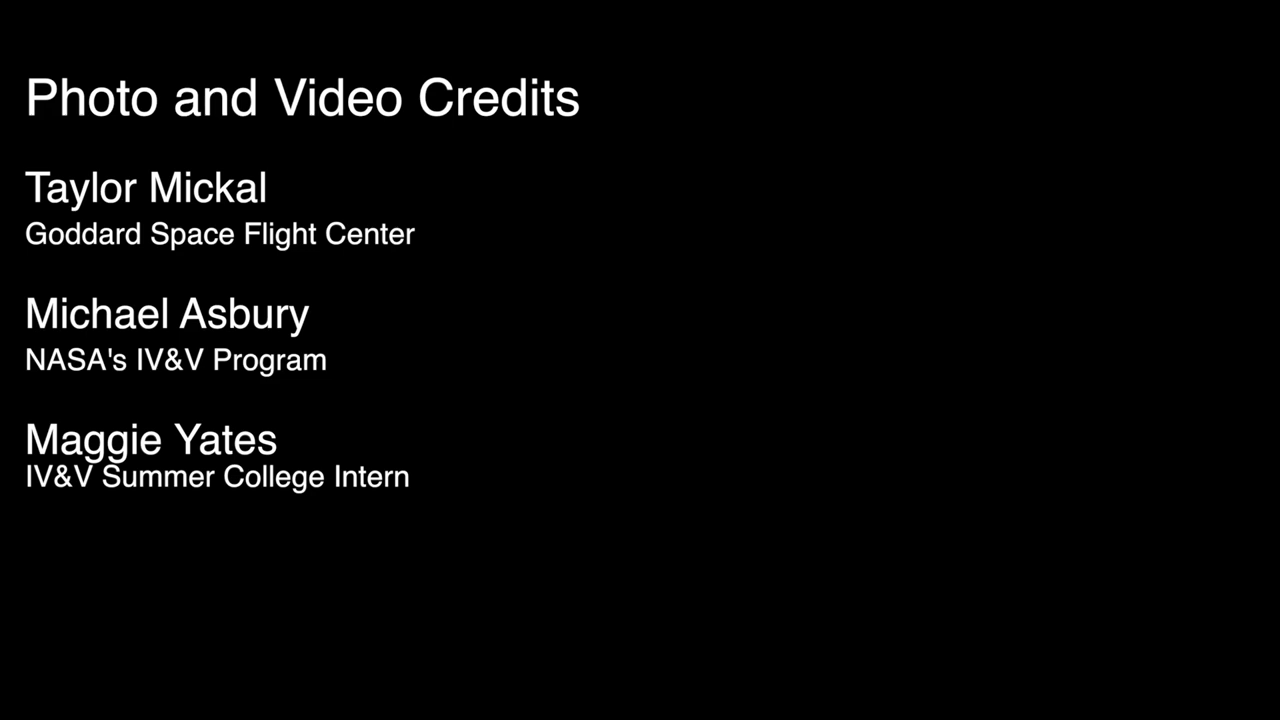 Photo and Video Credits
Taylor Mickal
Goddard Space Flight Center
Michael Asbury
NASA's IV&V Program
Maggie Yates
IV&V Summer College Intern